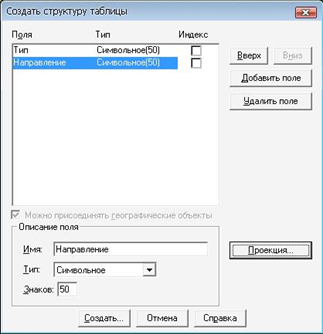 Создать структуру таблицы
Поля Тип Индекс
Тип Символьное(50)
Направление Символьное(50)
Вверх Вниз
Добавить поле
Удалить поле
Можно присоединять географические объекты
Описание поля
Имя: Направление
Тип: Символьное
Знаков: 50
Проекция...
Создать... Отмена Справка